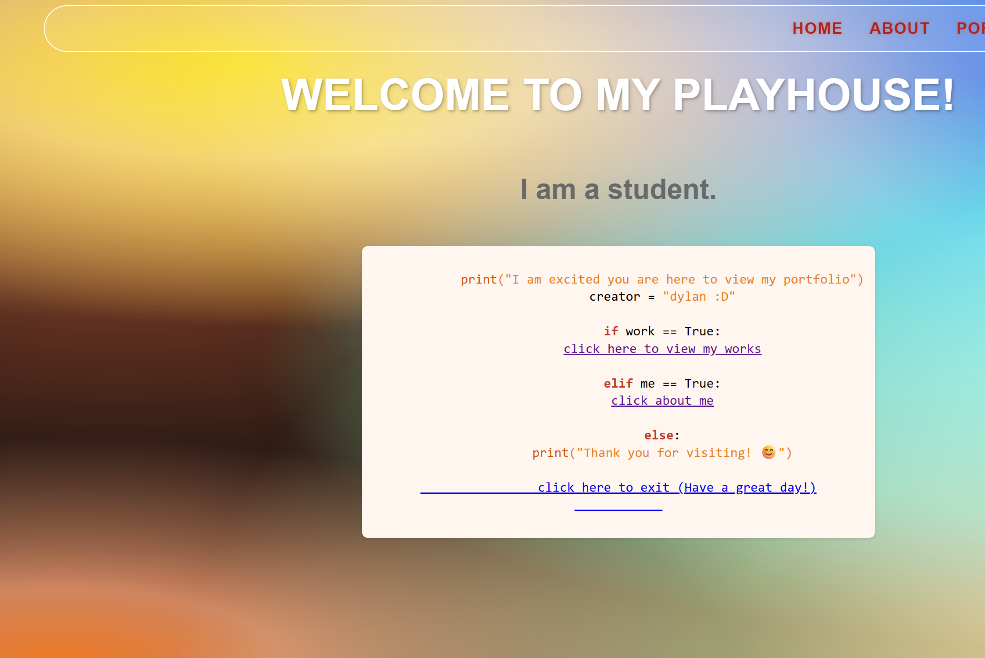 HOME ABOUT
WELCOME TO MY PLAYHOUSE!
I am a student.
print("I am excited you are here to view my portfolio")
creator = "dylan :D"
if work == True:
click here to view my works
elif me == True:
click about me
else:
print("Thank you for visiting! 😊")
click here to exit (Have a great day!)